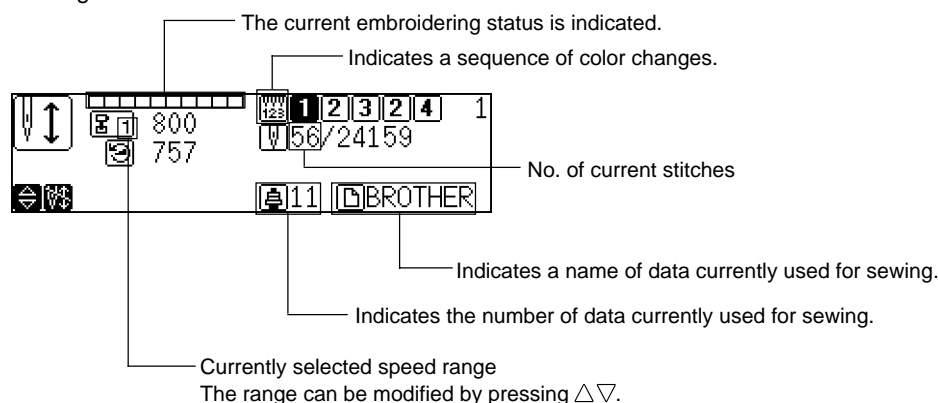 The current embroidering status is indicated.
Indicates a sequence of color changes.
123 1 2 3 2 4 1
1 800
56/24159
757
No. of current stitches
11 BROTHER
Indicates a name of data currently used for sewing.
Indicates the number of data currently used for sewing.
Currently selected speed range
The range can be modified by pressing △▽.